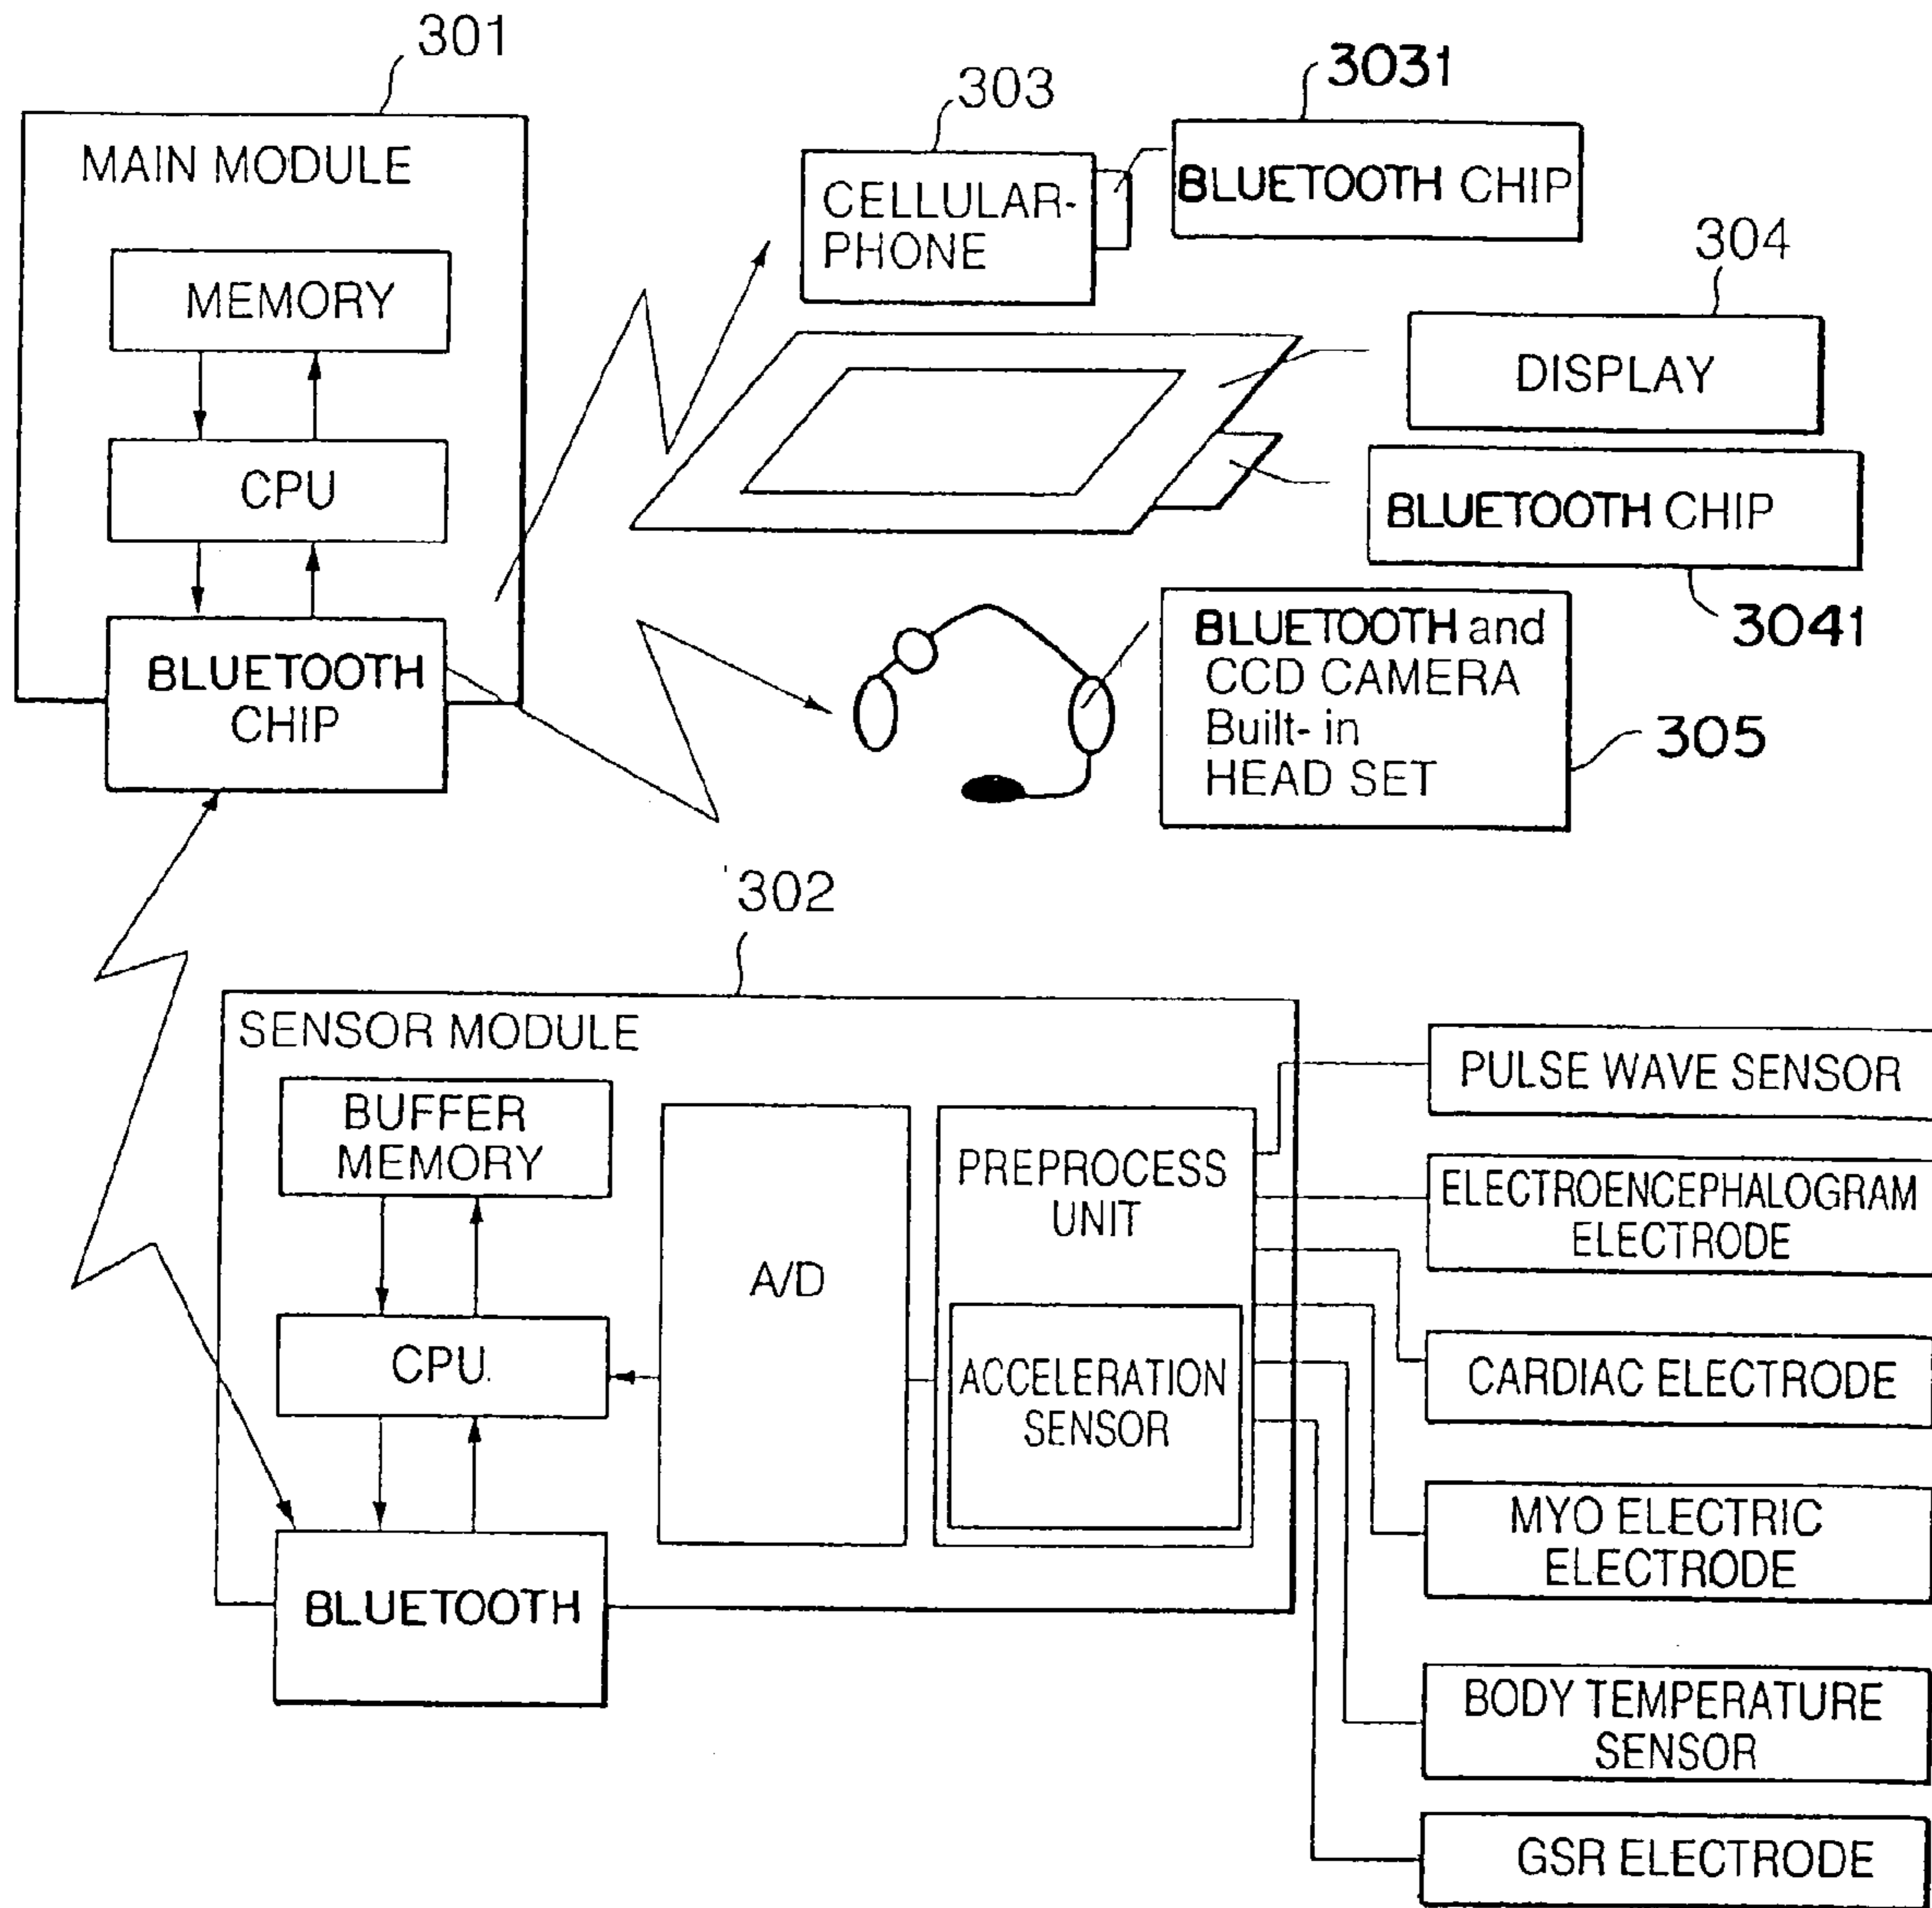 301
MAIN MODULE
MEMORY
CPU
BLUETOOTH
CHIP
303
CELLULAR-
PHONE
3031
BLUETOOTH CHIP
304
DISPLAY
BLUETOOTH CHIP
3041
BLUETOOTH and
CCD CAMERA
Built- in
HEAD SET
305
302
SENSOR MODULE
BUFFER
MEMORY
CPU
BLUETOOTH
A/D
PREPROCESS
UNIT
ACCELERATION
SENSOR
PULSE WAVE SENSOR
ELECTROENCEPHALOGRAM
ELECTRODE
CARDIAC ELECTRODE
MYO ELECTRIC
ELECTRODE
BODY TEMPERATURE
SENSOR
GSR ELECTRODE